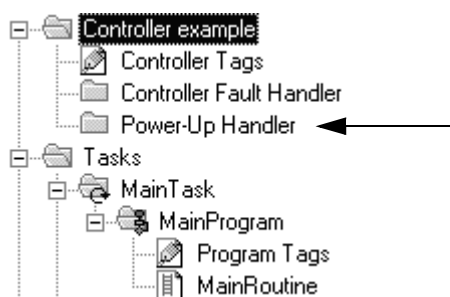 Controller example
Controller Tags
Controller Fault Handler
Power-Up Handler
Tasks
MainTask
MainProgram
Program Tags
MainRoutine